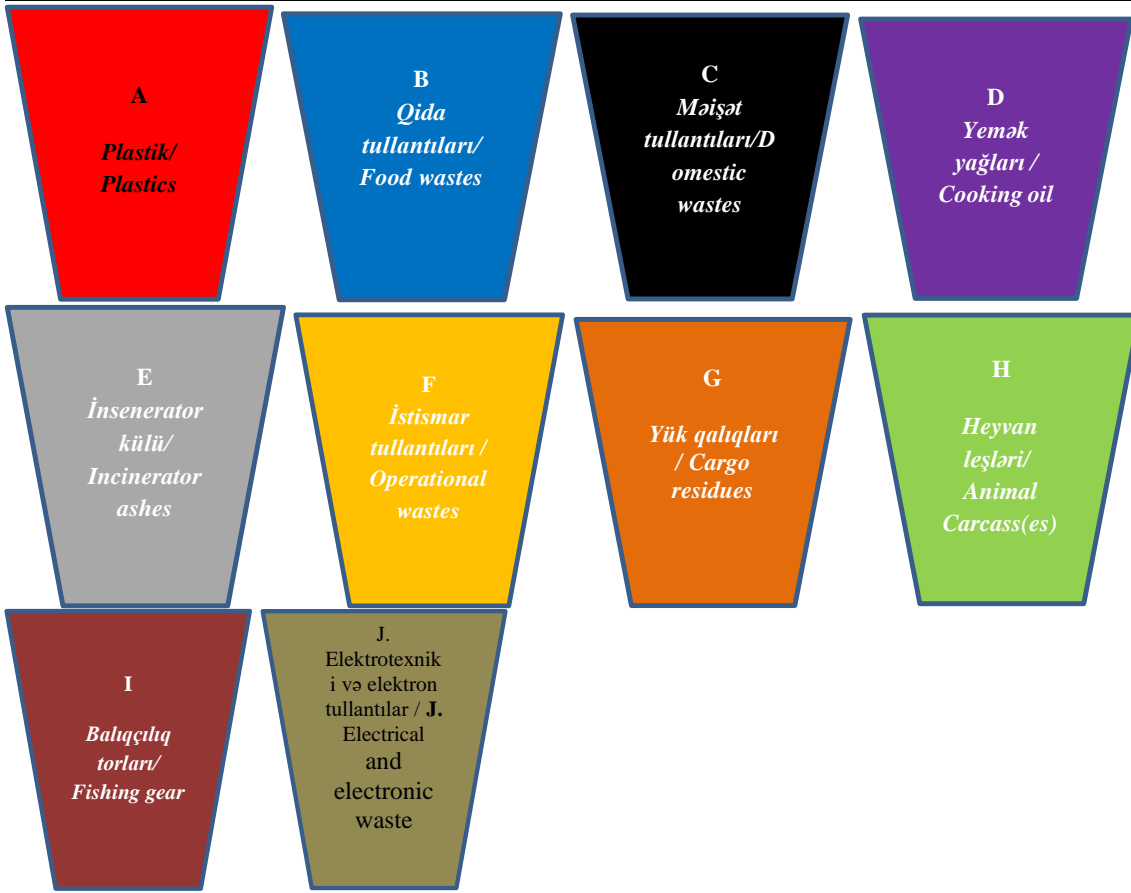 A
Plastik/
Plastics
B
Qida
tullantıları/
Food wastes
C
Məişət
tullantıları/D
omestic
wastes
D
Yemək
yağları /
Cooking oil
E
İnsenerator
külü/
Incinerator
ashes
F
İstismar
tullantıları /
Operational
wastes
G
Yük qalıqları
/ Cargo
residues
H
Heyvan
leşləri/
Animal
Carcass(es)
I
Balıqçılıq
torları/
Fishing gear
J.
Elektrotexnik
i və elektron
tullantılar / J.
Electrical
and
electronic
waste